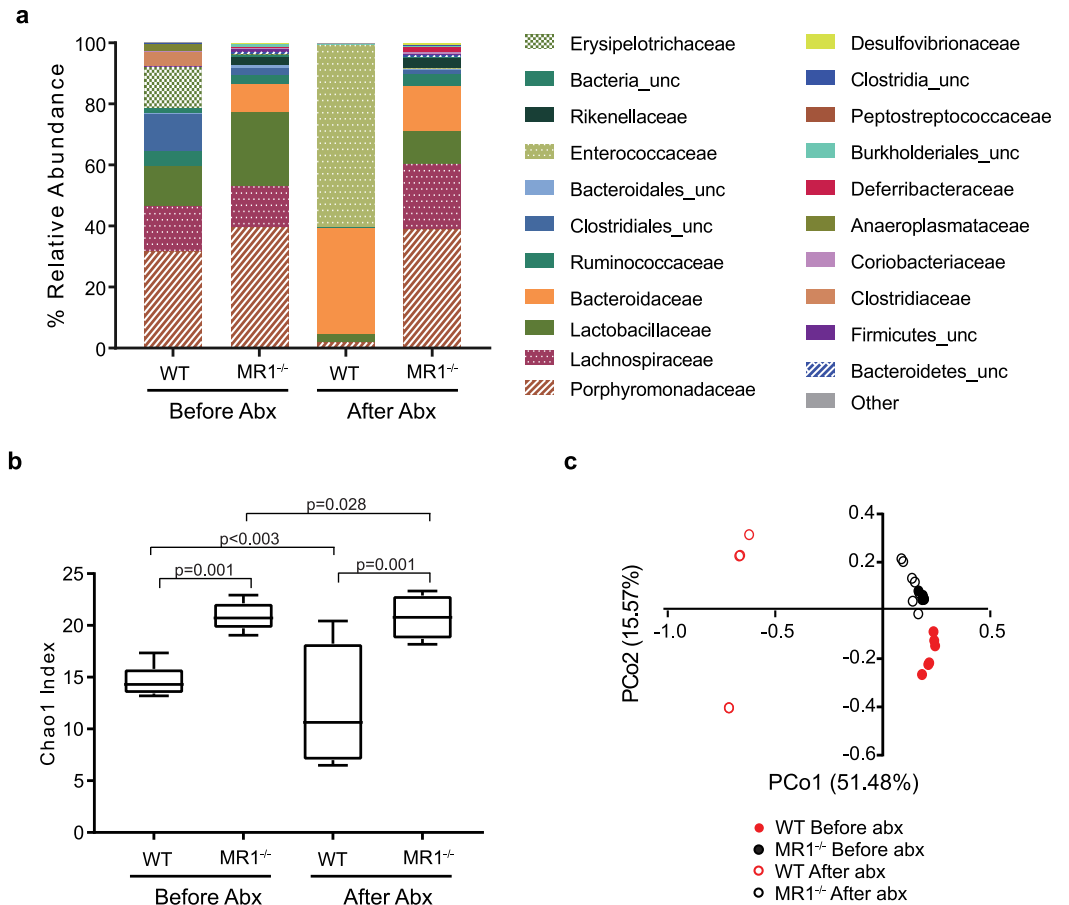 a
% Relative Abundance
100
80
60
40
20
0
WT
MR1-/-
WT
MR1-/-
Before Abx
After Abx
Erysipelotrichaceae
Bacteria_unc
Rikenellaceae
Enterococcaceae
Bacteroidales_unc
Clostridiales_unc
Ruminococcaceae
Bacteroidaceae
Lactobacillaceae
Lachnospiraceae
Porphyromonadaceae
Desulfovibrionaceae
Clostridia_unc
Peptostreptococcaceae
Burkholderiales_unc
Deferribacteraceae
Anaeroplasmataceae
Coriobacteriaceae
Clostridiaceae
Firmicutes_unc
Bacteroidetes_unc
Other
b
p=0.028
p<0.003
p=0.001
p=0.001
Chao1 Index
25
20
15
10
5
0
WT
MR1-/-
WT
MR1-/-
Before Abx
After Abx
c
PCo2 (15.57%)
0.4
0.2
-1.0
-0.5
0.5
-0.2
-0.4
-0.6
PCo1 (51.48%)
WT Before abx
MR1-/- Before abx
WT After abx
MR1-/- After abx